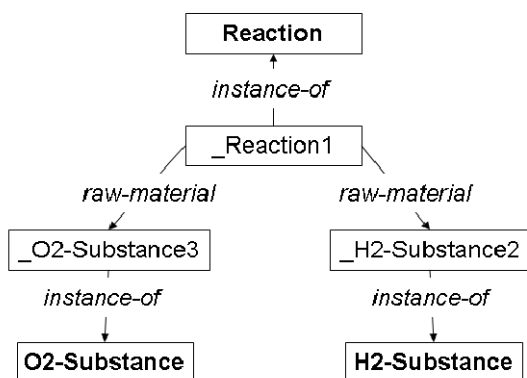 Reaction
instance-of
_Reaction1
raw-material raw-material
_O2-Substance3 _H2-Substance2
instance-of instance-of
O2-Substance H2-Substance